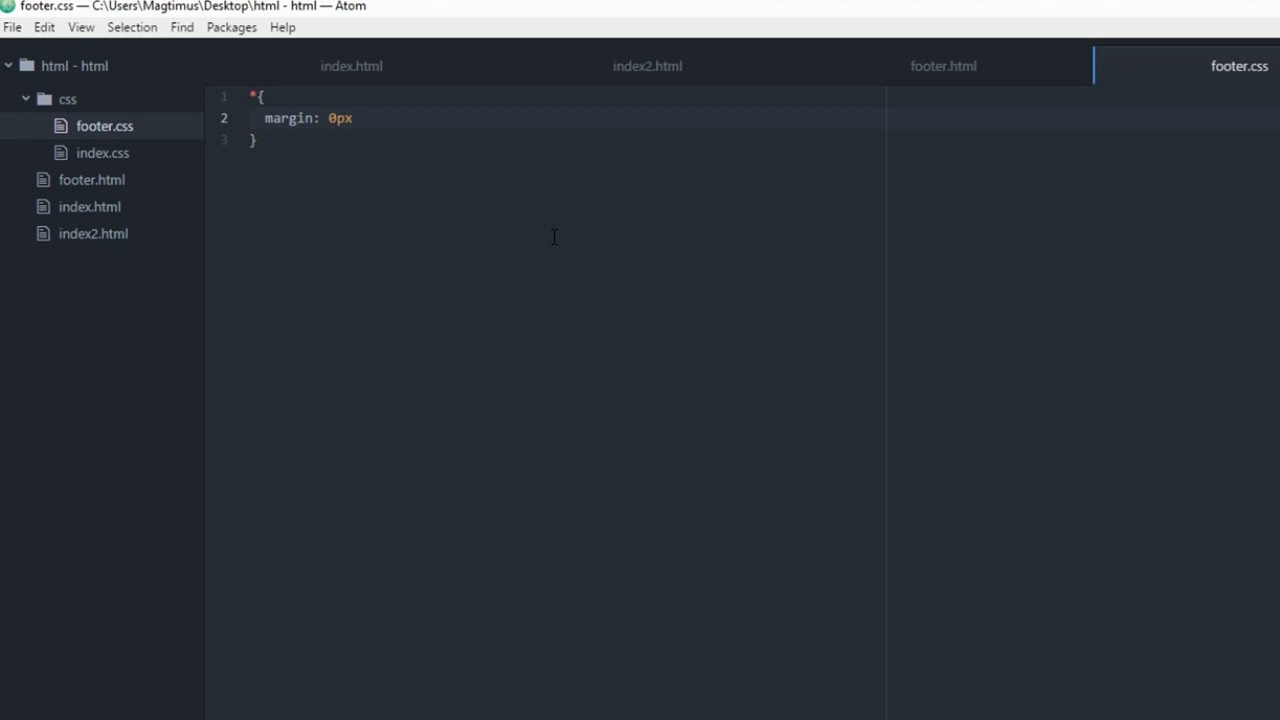 footer.css — C:\Users\Magtimus\Desktop\html - html — Atom
File Edit View Selection Find Packages Help
html - html
index.html index2.html footer.html footer.css
css
footer.css
index.css
footer.html
index.html
index2.html
1 *{
2 margin: 0px
3 }